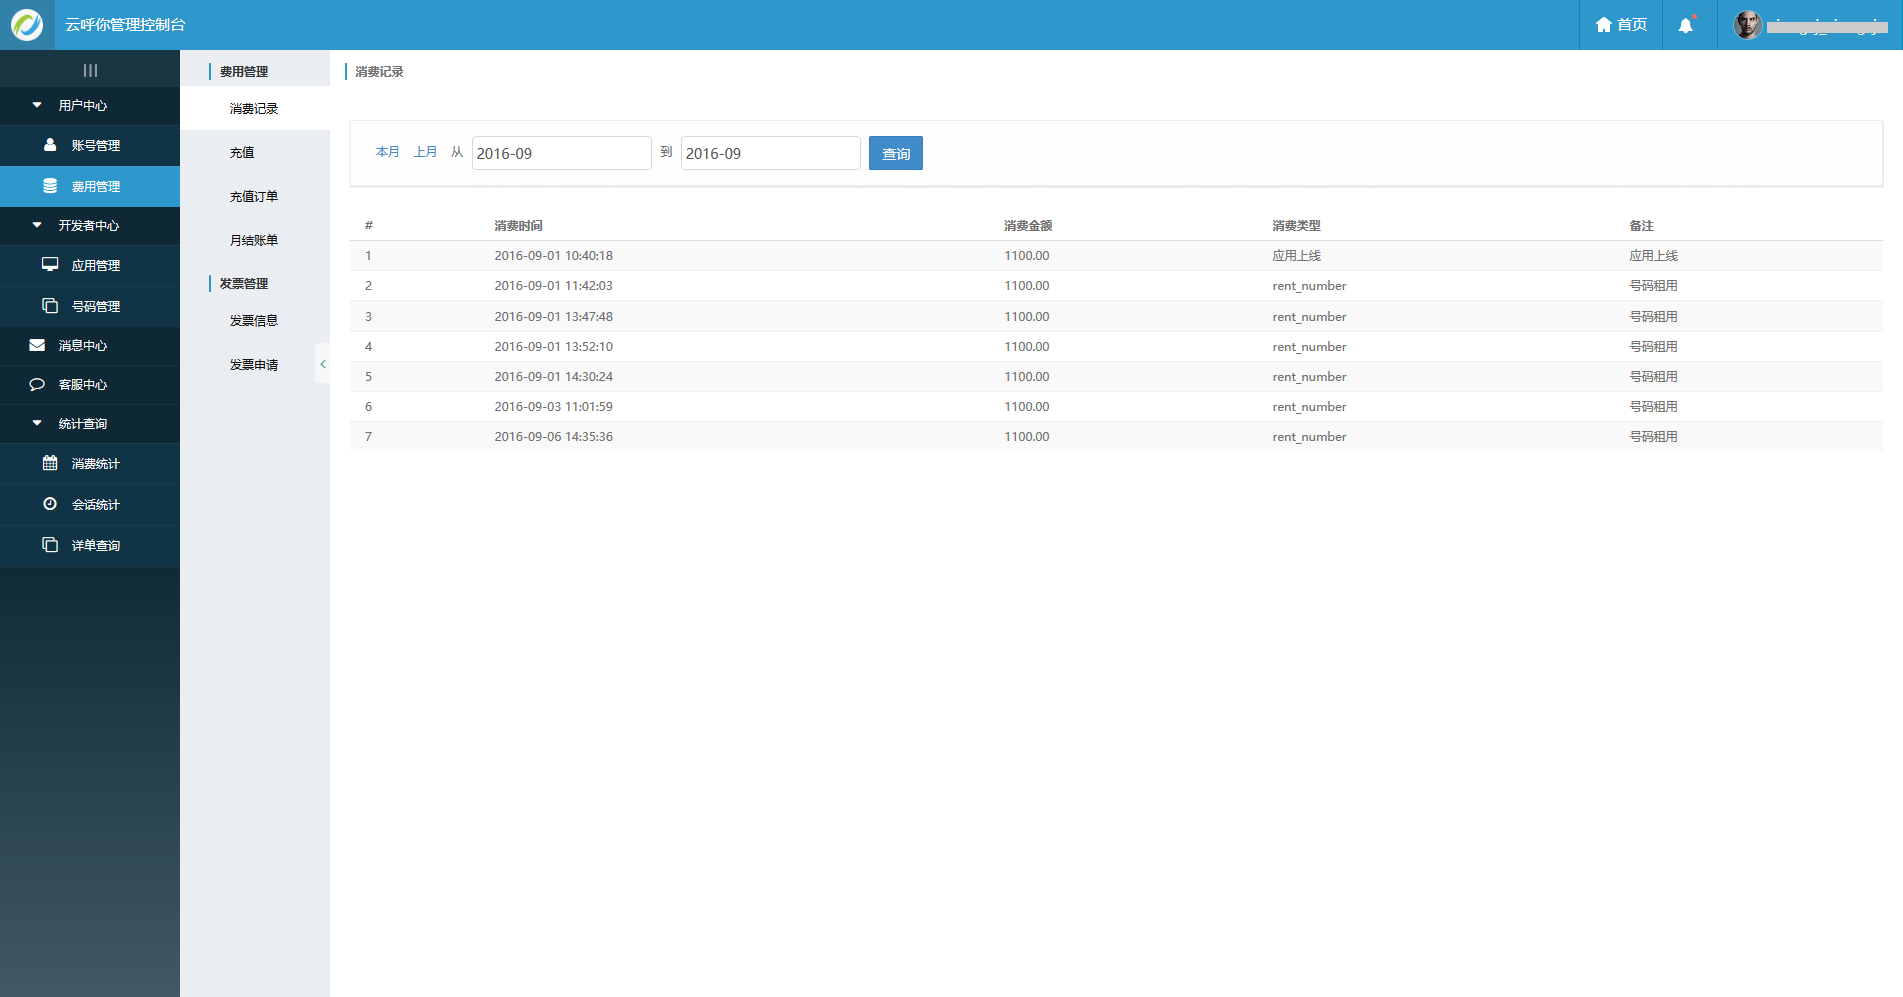 云呼你管理控制台
首页
用户中心
账号管理
费用管理
开发者中心
应用管理
号码管理
消息中心
客服中心
统计查询
消费统计
会话统计
详单查询
费用管理
消费记录
充值
充值订单
月结账单
发票管理
发票信息
发票申请
消费记录
本月 上月 从 2016-09 到 2016-09 查询
# 消费时间 消费金额 消费类型 备注
1 2016-09-01 10:40:18 1100.00 应用上线 应用上线
2 2016-09-01 11:42:03 1100.00 rent_number 号码租用
3 2016-09-01 13:47:48 1100.00 rent_number 号码租用
4 2016-09-01 13:52:10 1100.00 rent_number 号码租用
5 2016-09-01 14:30:24 1100.00 rent_number 号码租用
6 2016-09-03 11:01:59 1100.00 rent_number 号码租用
7 2016-09-06 14:35:36 1100.00 rent_number 号码租用